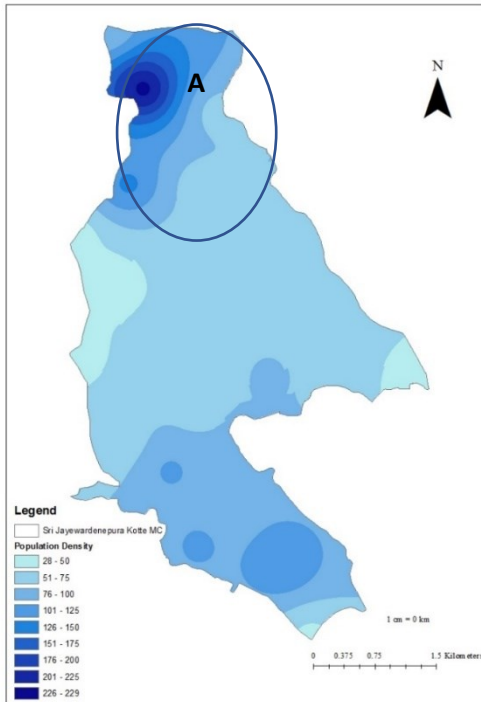 A
N
Legend
Sri Jayewardenepura Kotte MC
Population Density
28 - 50
51 - 75
76 - 100
101 - 125
126 - 150
151 - 175
176 - 200
201 - 225
226 - 229
1 cm = 0 km
0 0.375 0.75 1.5 Kilometers